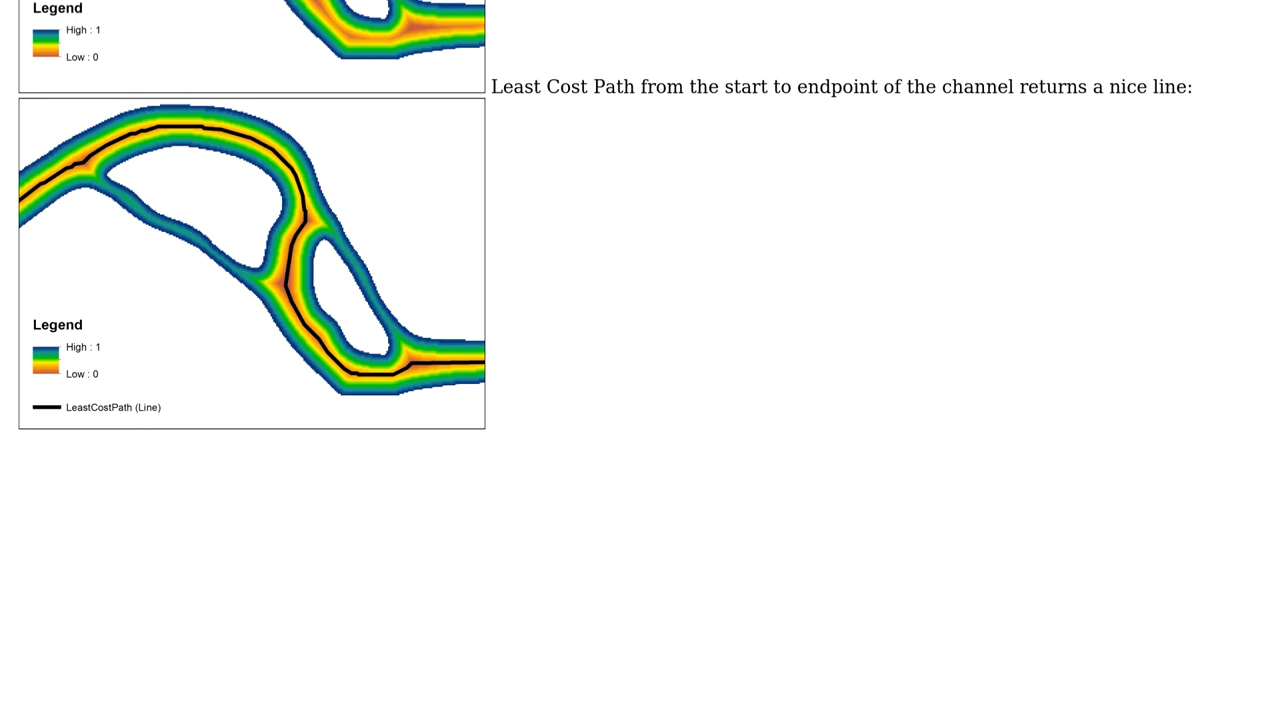 Legend
High : 1
Low : 0
Least Cost Path from the start to endpoint of the channel returns a nice line:
Legend
High : 1
Low : 0
LeastCostPath (Line)